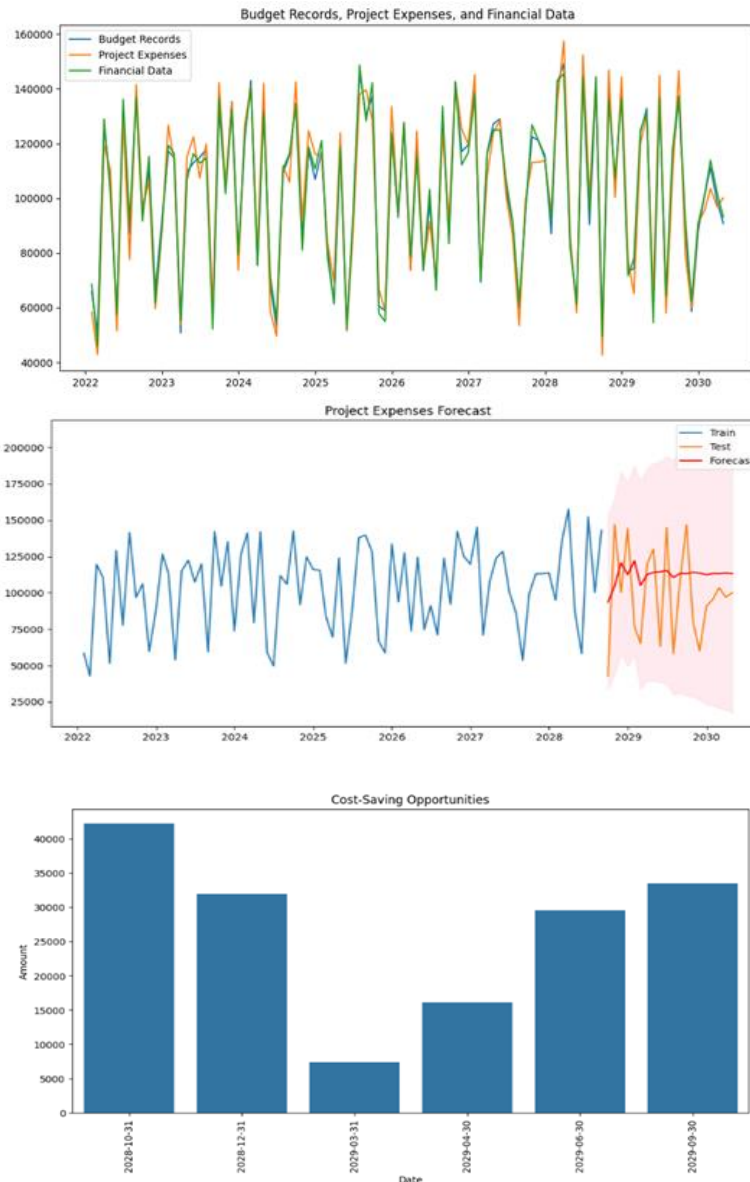 Budget Records, Project Expenses, and Financial Data
Budget Records
Project Expenses
Financial Data
160000
140000
120000
100000
80000
60000
40000
2022 2023 2024 2025 2026 2027 2028 2029 2030
Project Expenses Forecast
Train
Test
Forecas
200000
175000
150000
125000
100000
75000
50000
25000
2022 2023 2024 2025 2026 2027 2028 2029 2030
Cost-Saving Opportunities
40000
35000
30000
25000
20000
15000
10000
5000
0
Amount
2028-10-31 2028-12-31 2029-03-31 2029-04-30 2029-06-30 2029-09-30
Date